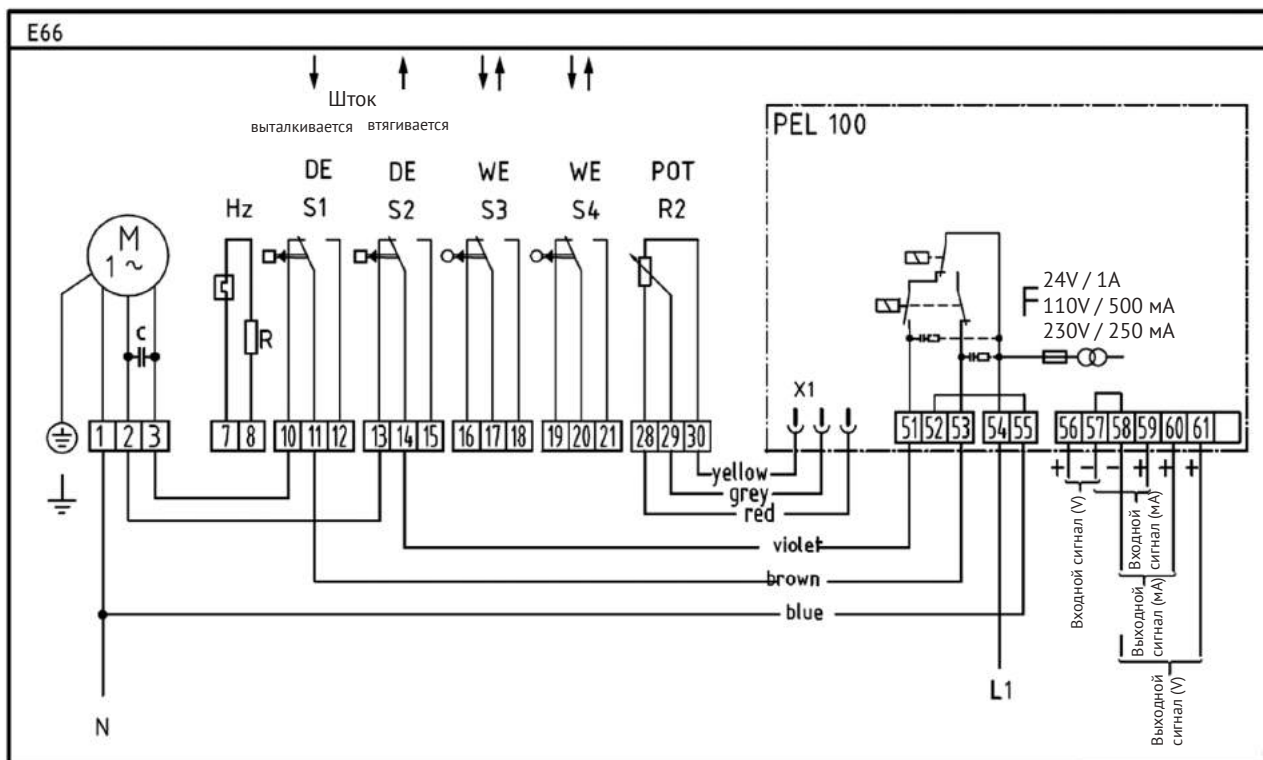 E66
Шток
выталкивается втягивается
PEL 100
DE DE WE WE POT
Hz S1 S2 S3 S4 R2
M
1 ~
C
R
24V / 1A
F 110V / 500 мА
230V / 250 мА
X1
1 2 3 7 8 10 11 12 13 14 15 16 17 18 19 20 21 28 29 30 51 52 53 54 55 56 57 58 59 60 61
+ - - + + +
yellow
grey
red
violet
brown
blue
Входной сигнал (V)
Входной
сигнал (мА)
Выходной
сигнал (мА)
Выходной
сигнал (V)
L1
N